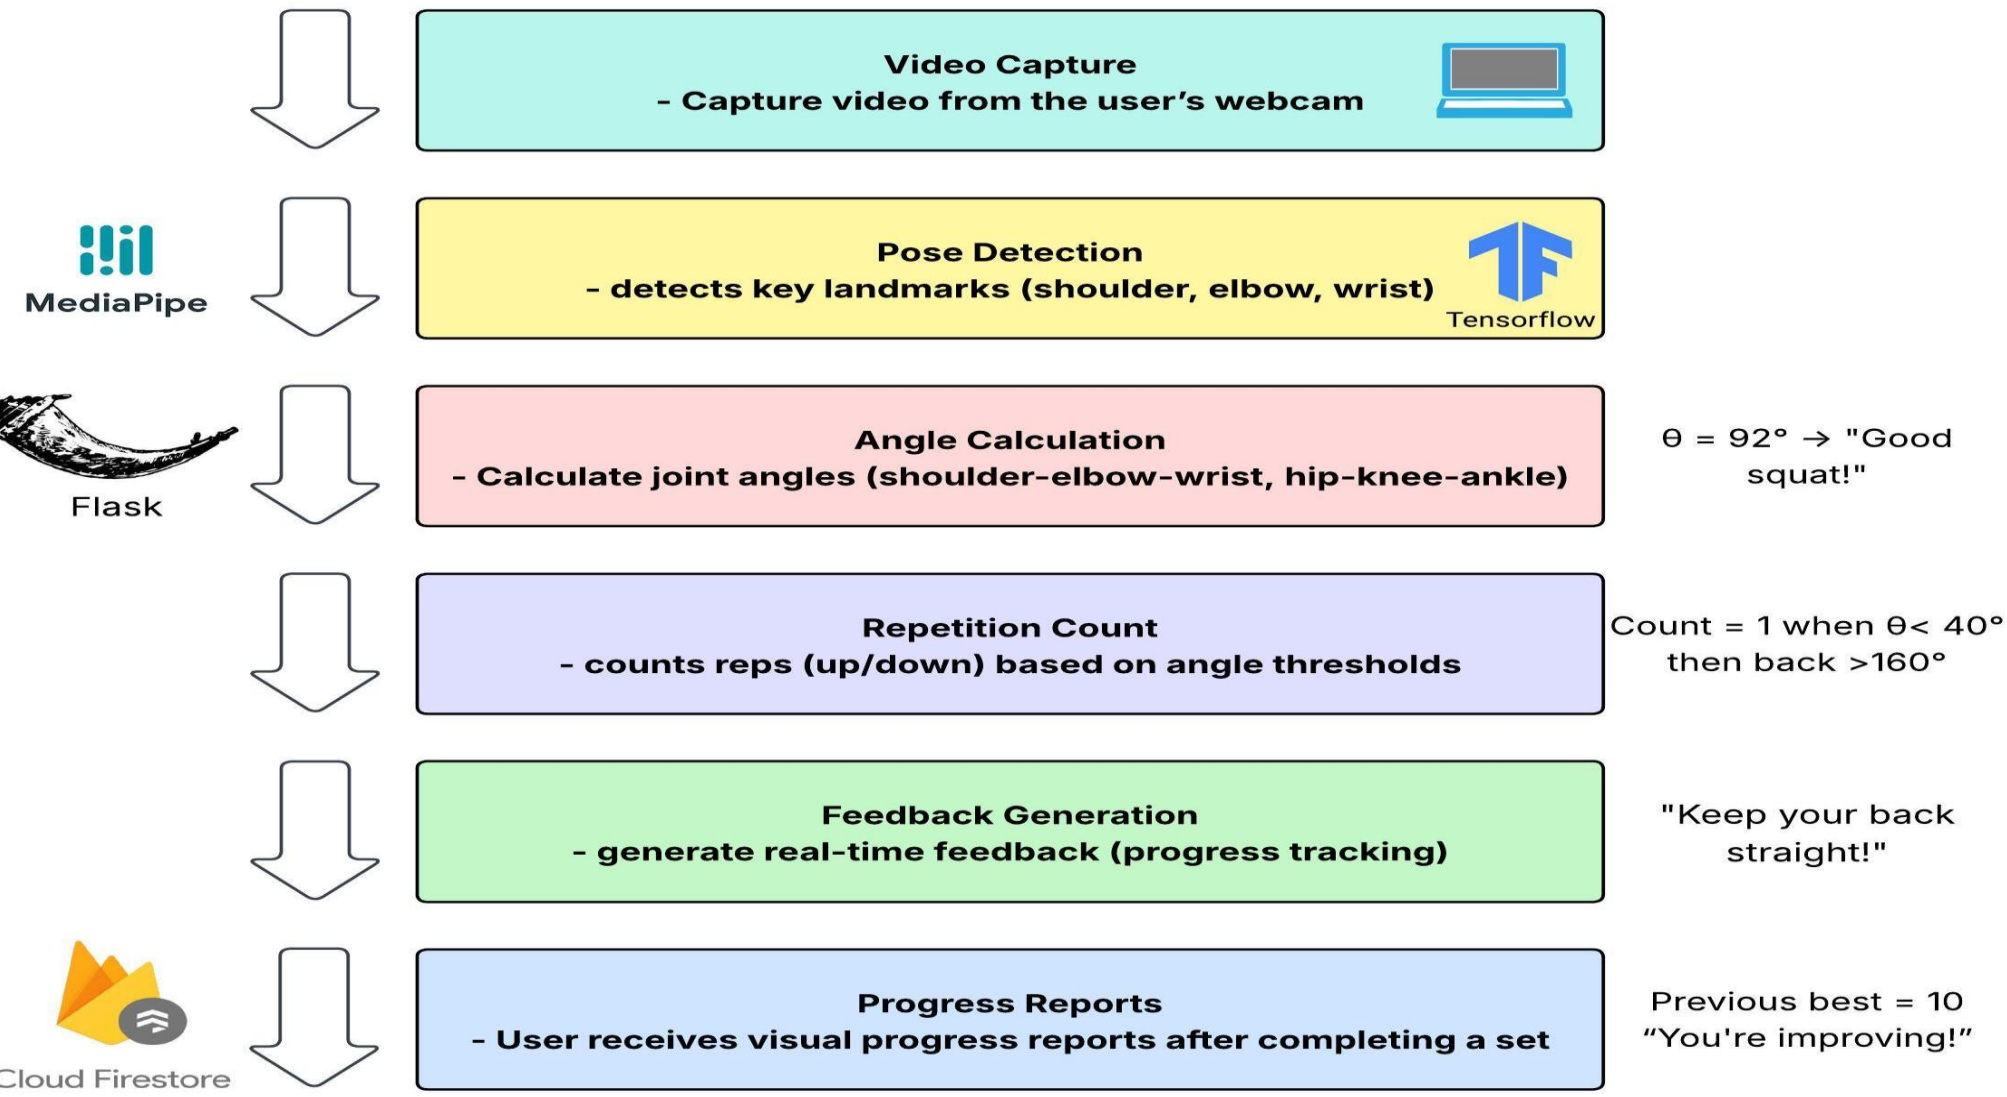 Video Capture
- Capture video from the user’s webcam
MediaPipe
Pose Detection
- detects key landmarks (shoulder, elbow, wrist)
Tensorflow
Flask
Angle Calculation
- Calculate joint angles (shoulder-elbow-wrist, hip-knee-ankle)
θ = 92° → "Good
squat!"
Repetition Count
- counts reps (up/down) based on angle thresholds
Count = 1 when θ< 40°
then back >160°
Feedback Generation
- generate real-time feedback (progress tracking)
"Keep your back
straight!"
Cloud Firestore
Progress Reports
- User receives visual progress reports after completing a set
Previous best = 10
“You're improving!”